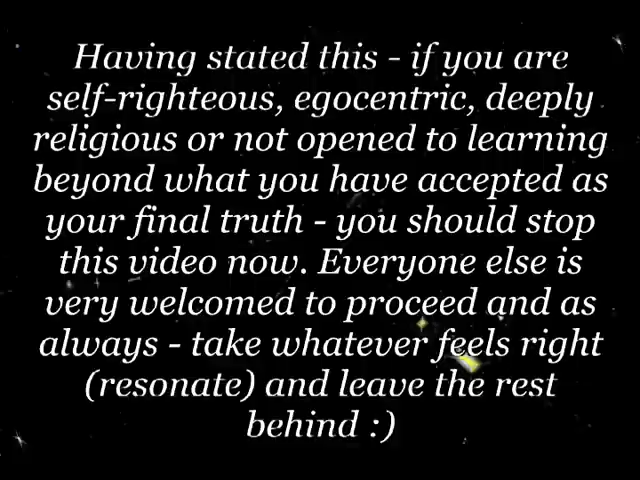 Having stated this - if you are
self-righteous, egocentric, deeply
religious or not opened to learning
beyond what you have accepted as
your final truth - you should stop
this video now. Everyone else is
very welcomed to proceed and as
always - take whatever feels right
(resonate) and leave the rest
behind :)